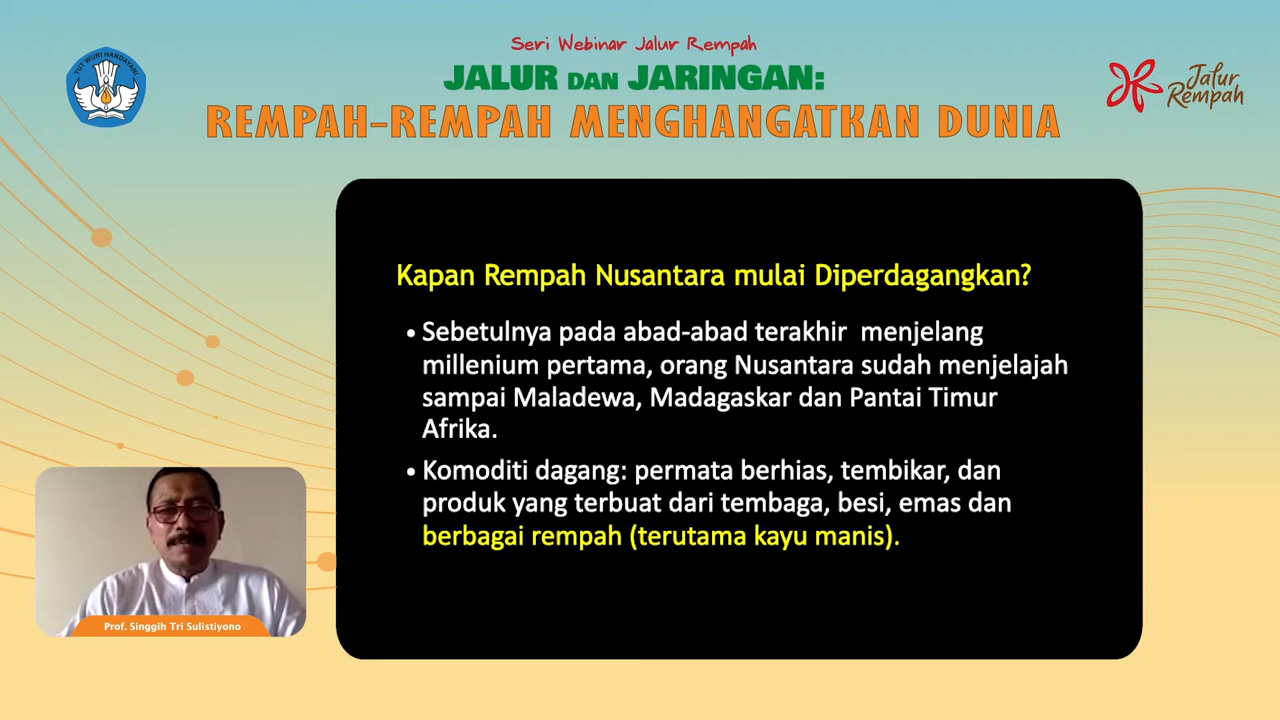 Seri Webinar Jalur Rempah
JALUR DAN JARINGAN:
REMPAH-REMPAH MENGHANGATKAN DUNIA
TUT WURI HANDAYANI
Jalur
Rempah
Kapan Rempah Nusantara mulai Diperdagangkan?
• Sebetulnya pada abad-abad terakhir menjelang
millenium pertama, orang Nusantara sudah menjelajah
sampai Maladewa, Madagaskar dan Pantai Timur
Afrika.
• Komoditi dagang: permata berhias, tembikar, dan
produk yang terbuat dari tembaga, besi, emas dan
berbagai rempah (terutama kayu manis).
Prof. Singgih Tri Sulistiyono